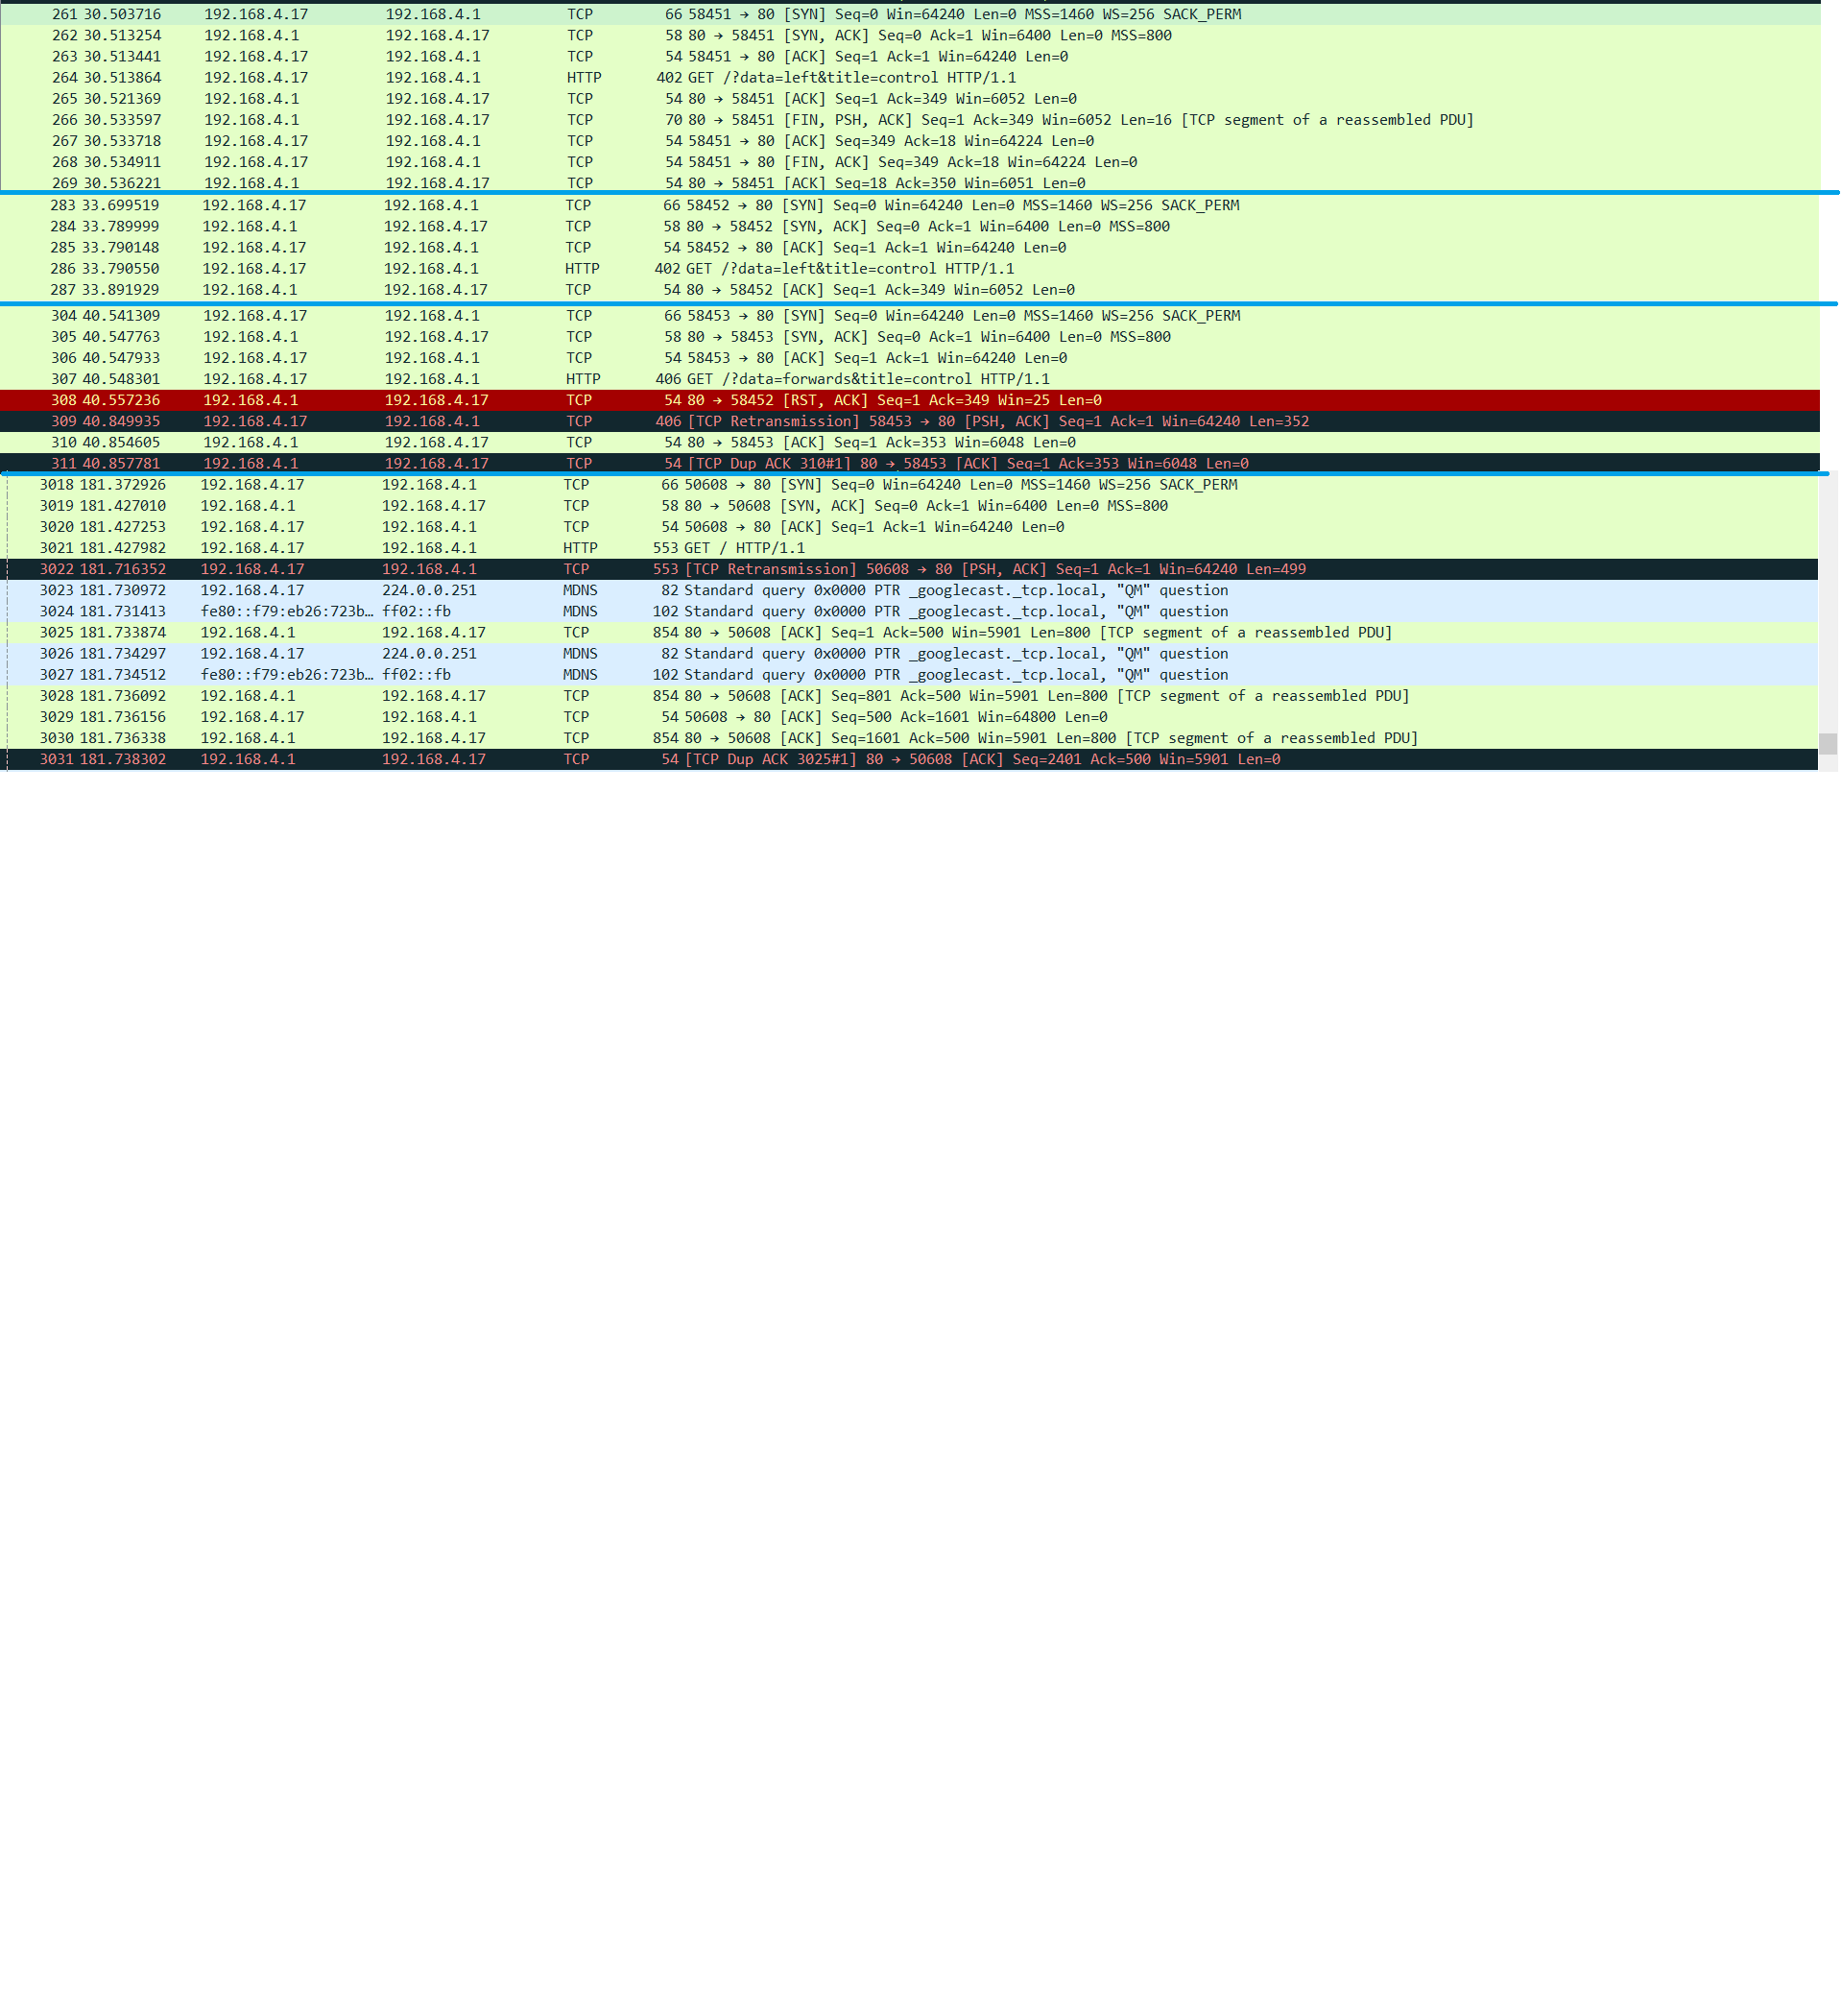 261 30.503716 192.168.4.17 192.168.4.1 TCP 66 58451 → 80 [SYN] Seq=0 Win=64240 Len=0 MSS=1460 WS=256 SACK_PERM
262 30.513254 192.168.4.1 192.168.4.17 TCP 58 80 → 58451 [SYN, ACK] Seq=0 Ack=1 Win=6400 Len=0 MSS=800
263 30.513441 192.168.4.17 192.168.4.1 TCP 54 58451 → 80 [ACK] Seq=1 Ack=1 Win=64240 Len=0
264 30.513864 192.168.4.17 192.168.4.1 HTTP 402 GET /?data=left&title=control HTTP/1.1
265 30.521369 192.168.4.1 192.168.4.17 TCP 54 80 → 58451 [ACK] Seq=1 Ack=349 Win=6052 Len=0
266 30.533597 192.168.4.1 192.168.4.17 TCP 70 80 → 58451 [FIN, PSH, ACK] Seq=1 Ack=349 Win=6052 Len=16 [TCP segment of a reassembled PDU]
267 30.533718 192.168.4.17 192.168.4.1 TCP 54 58451 → 80 [ACK] Seq=349 Ack=18 Win=64224 Len=0
268 30.534911 192.168.4.17 192.168.4.1 TCP 54 58451 → 80 [FIN, ACK] Seq=349 Ack=18 Win=64224 Len=0
269 30.536221 192.168.4.1 192.168.4.17 TCP 54 80 → 58451 [ACK] Seq=18 Ack=350 Win=6051 Len=0
283 33.699519 192.168.4.17 192.168.4.1 TCP 66 58452 → 80 [SYN] Seq=0 Win=64240 Len=0 MSS=1460 WS=256 SACK_PERM
284 33.789999 192.168.4.1 192.168.4.17 TCP 58 80 → 58452 [SYN, ACK] Seq=0 Ack=1 Win=6400 Len=0 MSS=800
285 33.790148 192.168.4.17 192.168.4.1 TCP 54 58452 → 80 [ACK] Seq=1 Ack=1 Win=64240 Len=0
286 33.790550 192.168.4.17 192.168.4.1 HTTP 402 GET /?data=left&title=control HTTP/1.1
287 33.891929 192.168.4.1 192.168.4.17 TCP 54 80 → 58452 [ACK] Seq=1 Ack=349 Win=6052 Len=0
304 40.541309 192.168.4.17 192.168.4.1 TCP 66 58453 → 80 [SYN] Seq=0 Win=64240 Len=0 MSS=1460 WS=256 SACK_PERM
305 40.547763 192.168.4.1 192.168.4.17 TCP 58 80 → 58453 [SYN, ACK] Seq=0 Ack=1 Win=6400 Len=0 MSS=800
306 40.547933 192.168.4.17 192.168.4.1 TCP 54 58453 → 80 [ACK] Seq=1 Ack=1 Win=64240 Len=0
307 40.548301 192.168.4.17 192.168.4.1 HTTP 406 GET /?data=forwards&title=control HTTP/1.1
308 40.557236 192.168.4.1 192.168.4.17 TCP 54 80 → 58452 [RST, ACK] Seq=1 Ack=349 Win=25 Len=0
309 40.849935 192.168.4.17 192.168.4.1 TCP 406 [TCP Retransmission] 58453 → 80 [PSH, ACK] Seq=1 Ack=1 Win=64240 Len=352
310 40.854605 192.168.4.1 192.168.4.17 TCP 54 80 → 58453 [ACK] Seq=1 Ack=353 Win=6048 Len=0
311 40.857781 192.168.4.1 192.168.4.17 TCP 54 [TCP Dup ACK 310#1] 80 → 58453 [ACK] Seq=1 Ack=353 Win=6048 Len=0
3018 181.372926 192.168.4.17 192.168.4.1 TCP 66 50608 → 80 [SYN] Seq=0 Win=64240 Len=0 MSS=1460 WS=256 SACK_PERM
3019 181.427010 192.168.4.1 192.168.4.17 TCP 58 80 → 50608 [SYN, ACK] Seq=0 Ack=1 Win=6400 Len=0 MSS=800
3020 181.427253 192.168.4.17 192.168.4.1 TCP 54 50608 → 80 [ACK] Seq=1 Ack=1 Win=64240 Len=0
3021 181.427982 192.168.4.17 192.168.4.1 HTTP 553 GET / HTTP/1.1
3022 181.716352 192.168.4.17 192.168.4.1 TCP 553 [TCP Retransmission] 50608 → 80 [PSH, ACK] Seq=1 Ack=1 Win=64240 Len=499
3023 181.730972 192.168.4.17 224.0.0.251 MDNS 82 Standard query 0x0000 PTR _googlecast._tcp.local, "QM" question
3024 181.731413 fe80::f79:eb26:723b… ff02::fb MDNS 102 Standard query 0x0000 PTR _googlecast._tcp.local, "QM" question
3025 181.733874 192.168.4.1 192.168.4.17 TCP 854 80 → 50608 [ACK] Seq=1 Ack=500 Win=5901 Len=800 [TCP segment of a reassembled PDU]
3026 181.734297 192.168.4.17 224.0.0.251 MDNS 82 Standard query 0x0000 PTR _googlecast._tcp.local, "QM" question
3027 181.734512 fe80::f79:eb26:723b… ff02::fb MDNS 102 Standard query 0x0000 PTR _googlecast._tcp.local, "QM" question
3028 181.736092 192.168.4.1 192.168.4.17 TCP 854 80 → 50608 [ACK] Seq=801 Ack=500 Win=5901 Len=800 [TCP segment of a reassembled PDU]
3029 181.736156 192.168.4.17 192.168.4.1 TCP 54 50608 → 80 [ACK] Seq=500 Ack=1601 Win=64800 Len=0
3030 181.736338 192.168.4.1 192.168.4.17 TCP 854 80 → 50608 [ACK] Seq=1601 Ack=500 Win=5901 Len=800 [TCP segment of a reassembled PDU]
3031 181.738302 192.168.4.1 192.168.4.17 TCP 54 [TCP Dup ACK 3025#1] 80 → 50608 [ACK] Seq=2401 Ack=500 Win=5901 Len=0